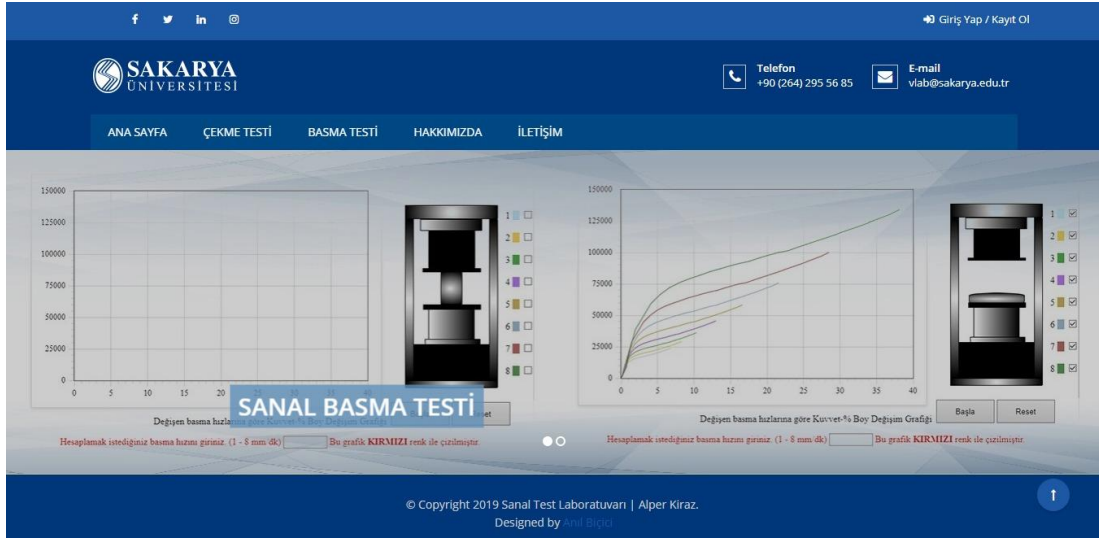 Giriş Yap / Kayıt Ol
SAKARYA
ÜNİVERSİTESİ
Telefon
+90 (264) 295 56 85
E-mail
vlab@sakarya.edu.tr
ANA SAYFA ÇEKME TESTİ BASMA TESTİ HAKKIMIZDA İLETİŞİM
150000
125000
100000
75000
50000
25000
0
0 5 10 15 20
1
2
3
4
5
6
7
8
SANAL BASMA TESTİ
Değişen basma hızlarına göre Kuvvet-% Boy Değişim Grafiği
Hesaplamak istediğiniz basma hızını giriniz. (1 - 8 mm/dk) Bu grafik KIRMIZI renk ile çizilmiştir.
150000
125000
100000
75000
50000
25000
0
0 5 10 15 20 25 30 35 40
1
2
3
4
5
6
7
8
Değişen basma hızlarına göre Kuvvet-% Boy Değişim Grafiği
Başla Reset
Hesaplamak istediğiniz basma hızını giriniz. (1 - 8 mm/dk) Bu grafik KIRMIZI renk ile çizilmiştir.
© Copyright 2019 Sanal Test Laboratuvarı | Alper Kiraz.
Designed by Anıl Biçici